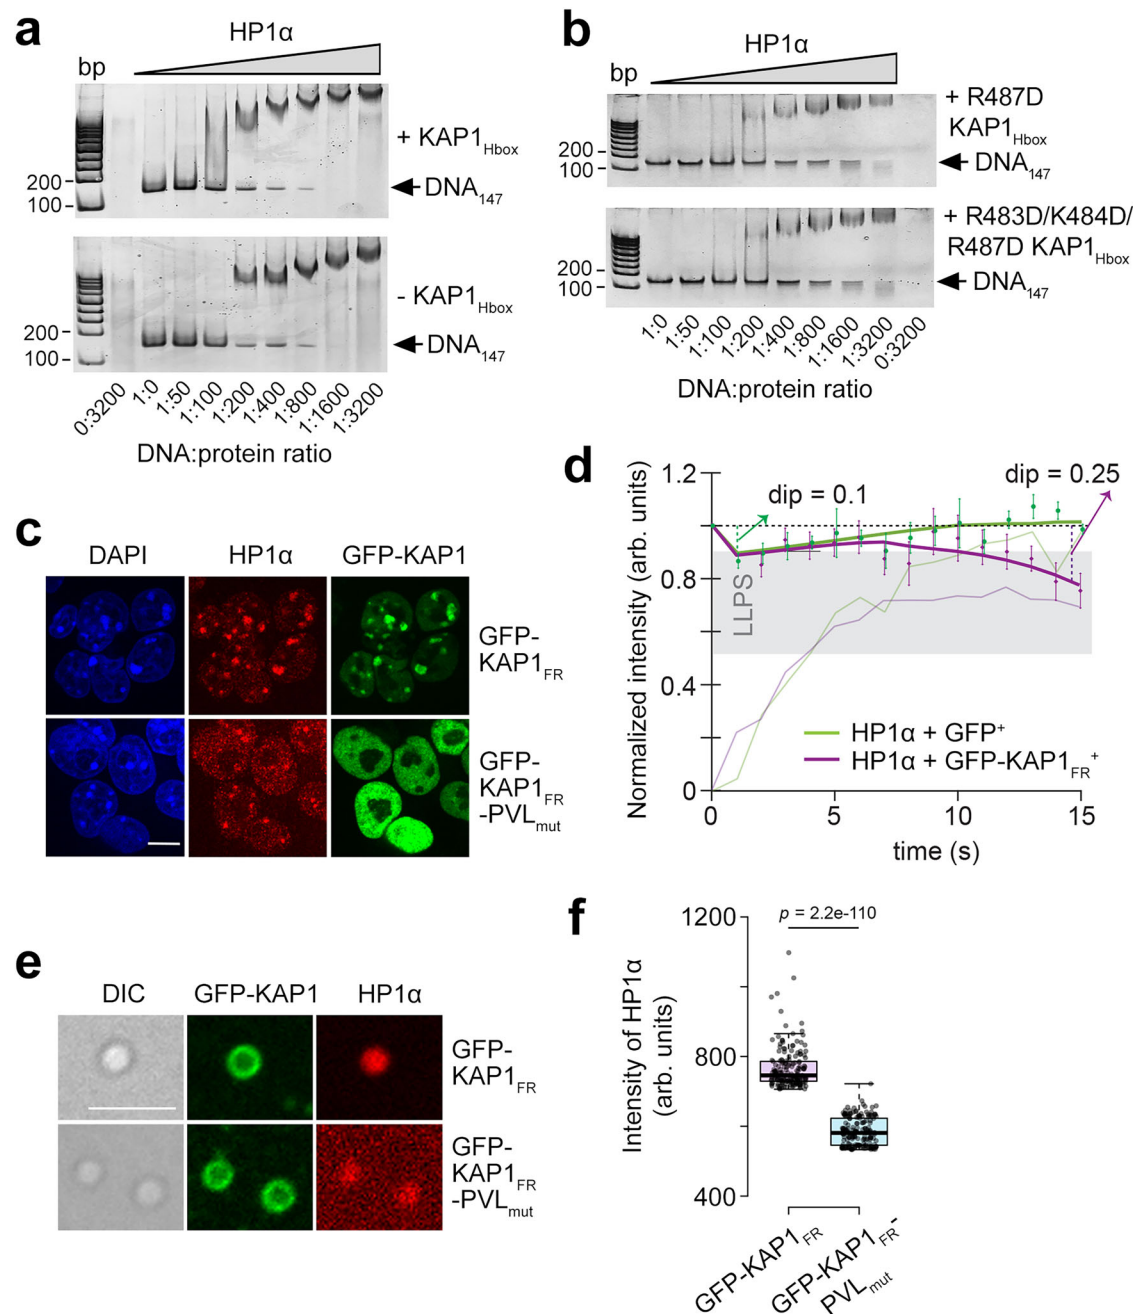 a
HP1α
bp
200
100
+ KAP1Hbox
DNA147
200
100
- KAP1Hbox
DNA147
0:3200
1:0
1:50
1:100
1:200
1:400
1:800
1:1600
1:3200
DNA:protein ratio
b
HP1α
bp
200
100
+ R487D
KAP1Hbox
DNA147
200
100
+ R483D/K484D/
R487D KAP1Hbox
DNA147
1:0
1:50
1:100
1:200
1:400
1:800
1:1600
1:3200
0:3200
DNA:protein ratio
c
DAPI
HP1α
GFP-KAP1
GFP-
KAP1FR
GFP-
KAP1FR
-PVLmut
d
Normalized intensity (arb. units)
1.2
0.8
0.4
0
dip = 0.1
dip = 0.25
LLPS
HP1α + GFP+
HP1α + GFP-KAP1FR+
0
5
10
15
time (s)
e
DIC
GFP-KAP1
HP1α
GFP-
KAP1FR
GFP-
KAP1FR
-PVLmut
f
Intensity of HP1α
(arb. units)
1200
800
400
p = 2.2e-110
GFP-KAP1FR
GFP-KAP1FR-
PVLmut